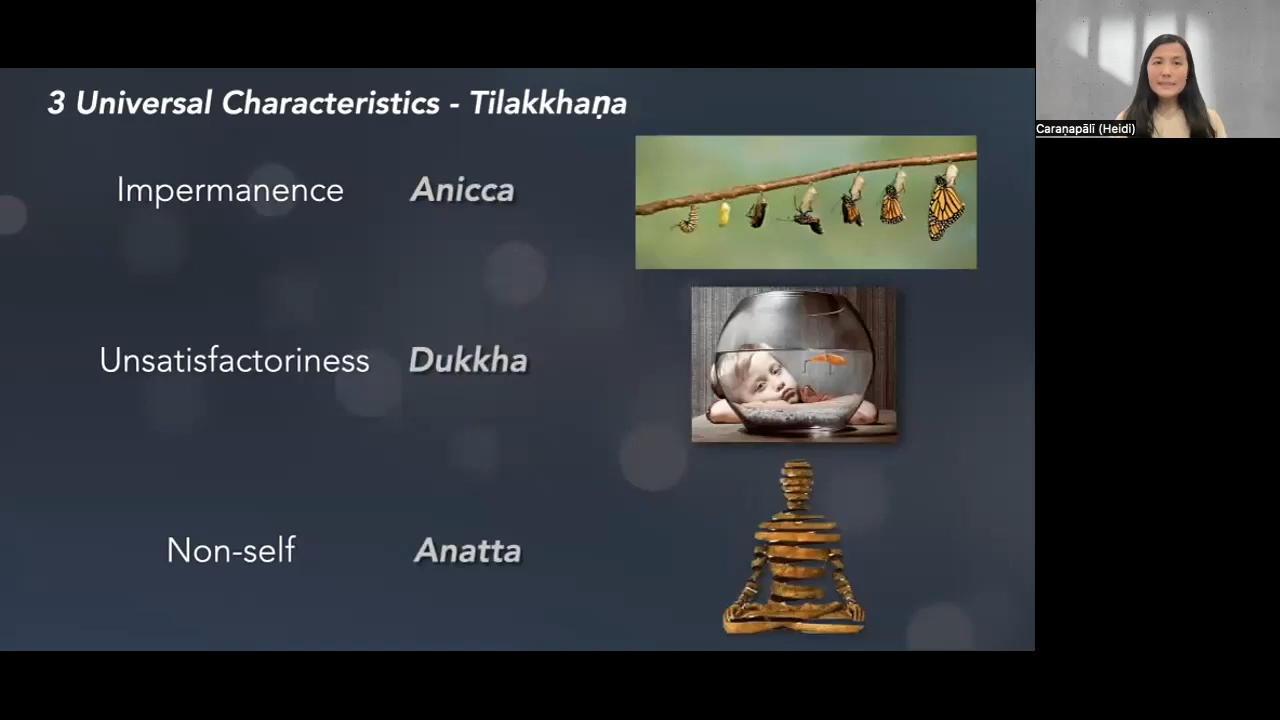 3 Universal Characteristics - Tilakkhaṇa
Impermanence Anicca
Unsatisfactoriness Dukkha
Non-self Anatta
Caraṇapālī (Heidi)